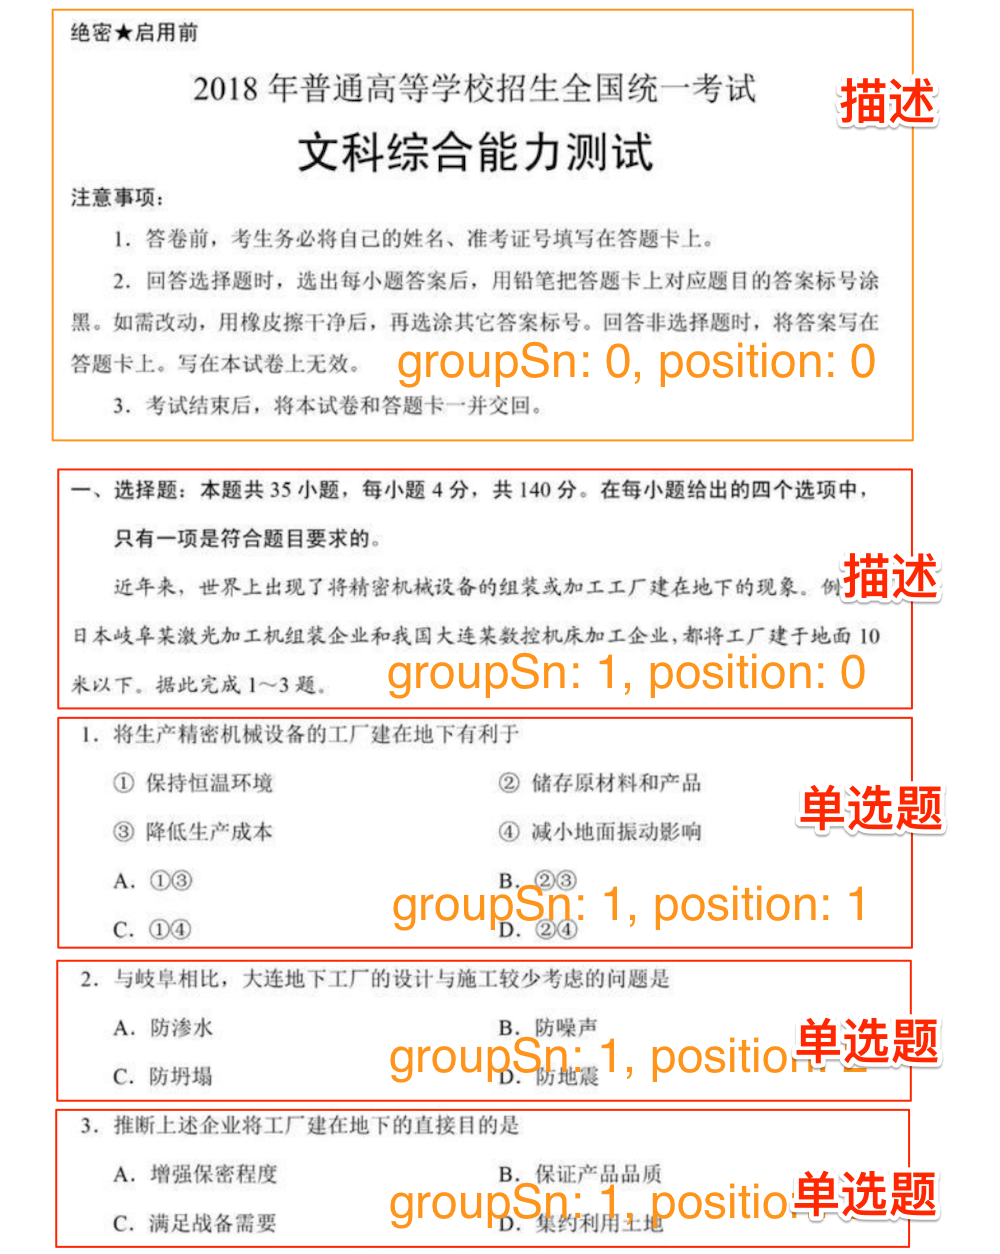 绝密★启用前
2018 年普通高等学校招生全国统一考试
描述
文科综合能力测试
注意事项：
1．答卷前，考生务必将自己的姓名、准考证号填写在答题卡上。
2．回答选择题时，选出每小题答案后，用铅笔把答题卡上对应题目的答案标号涂
黑。如需改动，用橡皮擦干净后，再选涂其它答案标号。回答非选择题时，将答案写在
答题卡上。写在本试卷上无效。
groupSn: 0, position: 0
3．考试结束后，将本试卷和答题卡一并交回。
一、选择题：本题共 35 小题，每小题 4 分，共 140 分。在每小题给出的四个选项中，
只有一项是符合题目要求的。
近年来，世界上出现了将精密机械设备的组装或加工工厂建在地下的现象。例
描述
日本岐阜某激光加工机组装企业和我国大连某数控机床加工企业，都将工厂建于地面 10
米以下。据此完成 1～3 题。
groupSn: 1, position: 0
1．将生产精密机械设备的工厂建在地下有利于
① 保持恒温环境 ② 储存原材料和产品
单选题
③ 降低生产成本 ④ 减小地面振动影响
A．①③ B．②③
groupSn: 1, position: 1
C．①④ D．②④
2．与岐阜相比，大连地下工厂的设计与施工较少考虑的问题是
A．防渗水 B．防噪声
groupSn: 1, position: 2
单选题
C．防坍塌 D．防地震
3．推断上述企业将工厂建在地下的直接目的是
A．增强保密程度 B．保证产品品质
groupSn: 1, positio
单选题
C．满足战备需要 D．集约利用土地